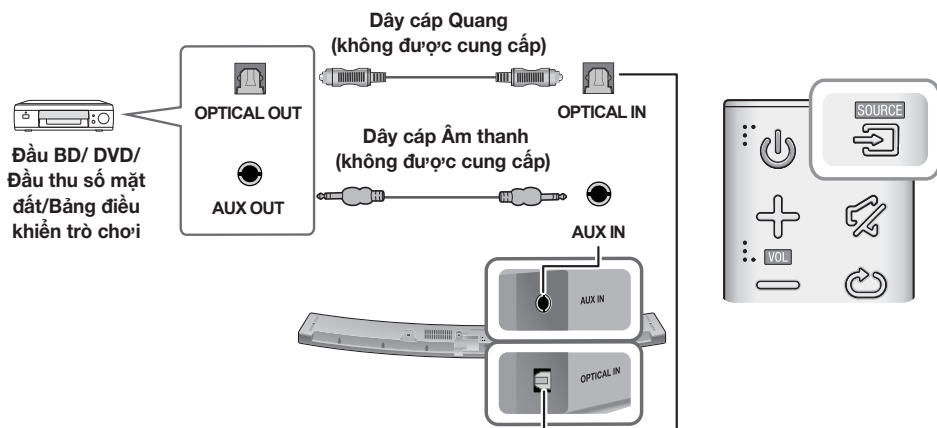 Dây cáp Quang
(không được cung cấp)
OPTICAL OUT
OPTICAL IN
SOURCE
Đầu BD/ DVD/
Đầu thu số mặt
đất/Bảng điều
khiển trò chơi
Dây cáp Âm thanh
(không được cung cấp)
AUX OUT
AUX IN
VOL
AUX IN
OPTICAL IN